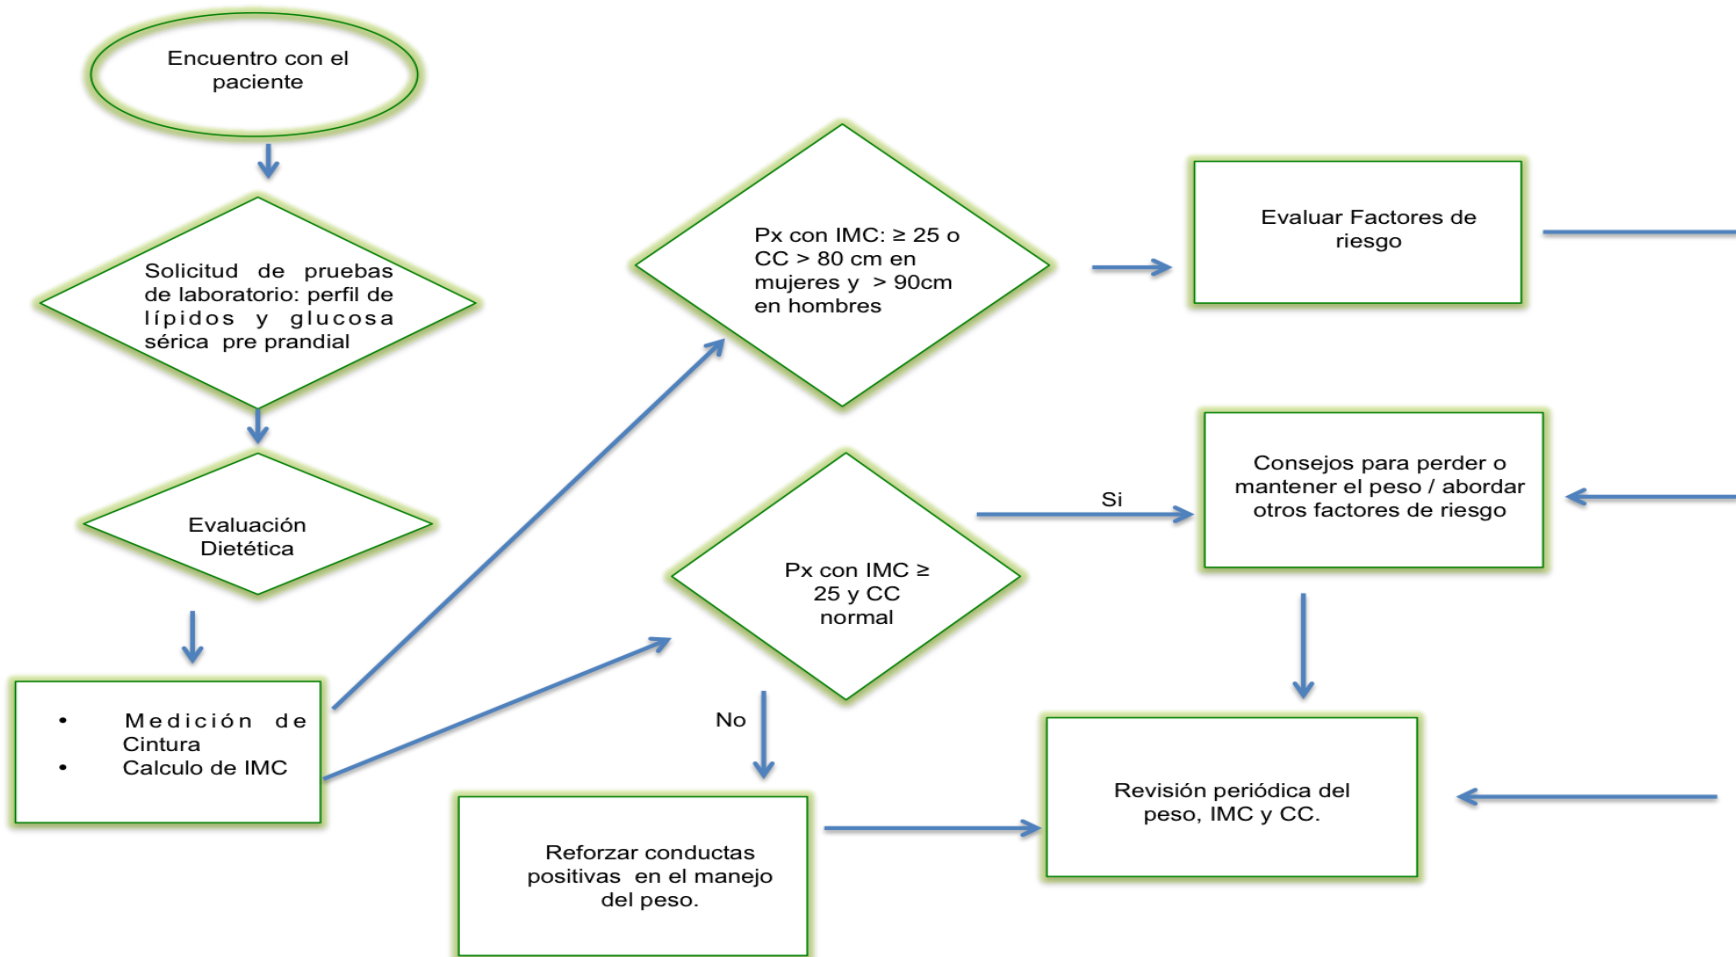 Encuentro con el
paciente
Solicitud de pruebas
de laboratorio: perfil de
lípidos y glucosa
sérica pre prandial
Evaluación
Dietética
• Medición de
Cintura
• Calculo de IMC
Px con IMC: ≥ 25 o
CC > 80 cm en
mujeres y > 90cm
en hombres
Evaluar Factores de
riesgo
Px con IMC ≥
25 y CC
normal
Si
Consejos para perder o
mantener el peso / abordar
otros factores de riesgo
No
Reforzar conductas
positivas en el manejo
del peso.
Revisión periódica del
peso, IMC y CC.